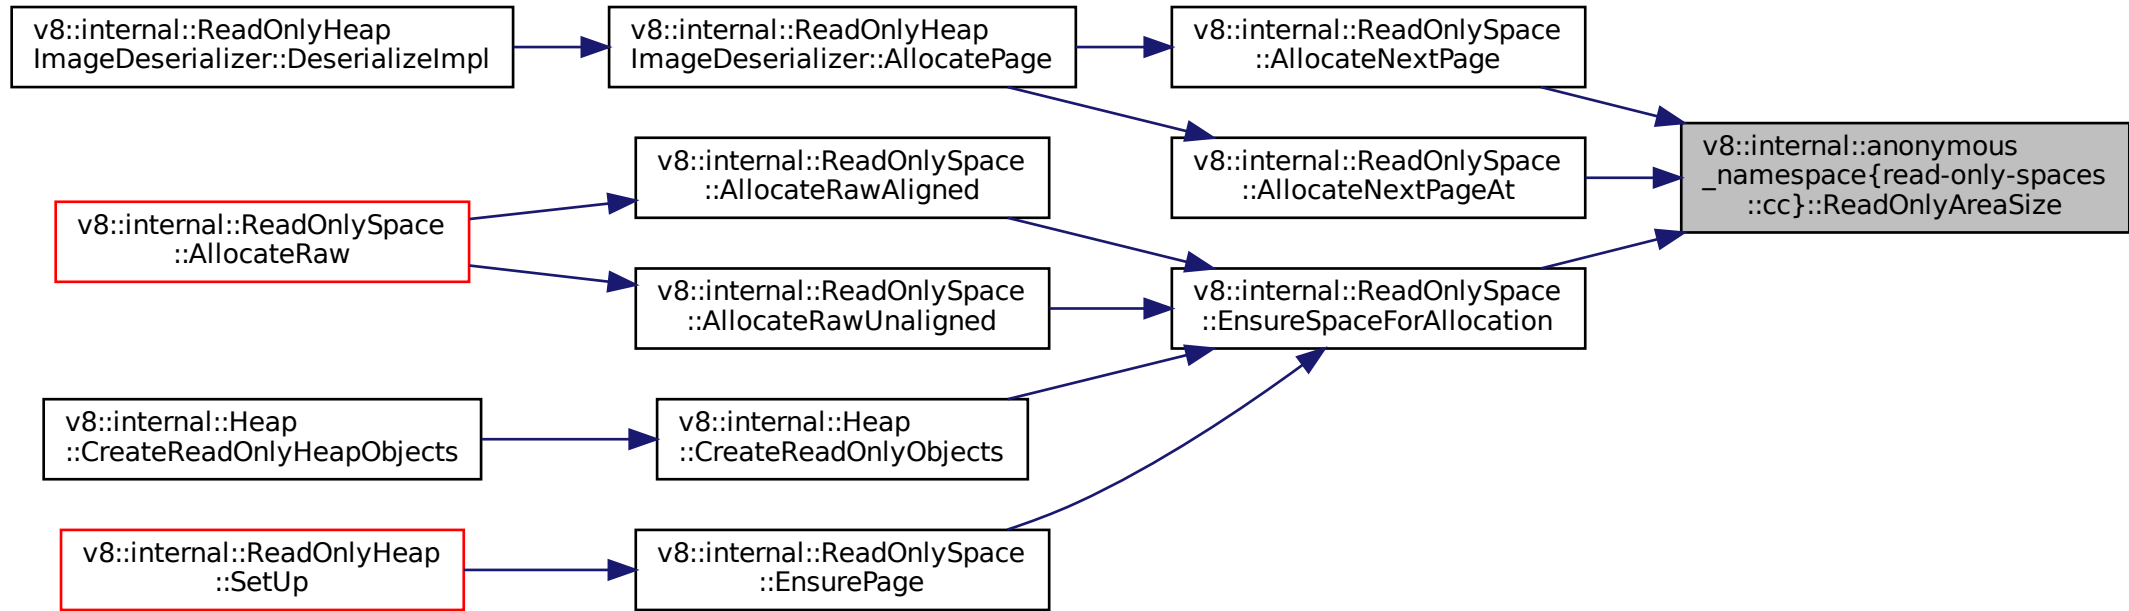 v8::internal::ReadOnlyHeap
ImageDeserializer::DeserializeImpl
v8::internal::ReadOnlyHeap
ImageDeserializer::AllocatePage
v8::internal::ReadOnlySpace
::AllocateNextPage
v8::internal::anonymous
_namespace{read-only-spaces
::cc}::ReadOnlyAreaSize
v8::internal::ReadOnlySpace
::AllocateRawAligned
v8::internal::ReadOnlySpace
::AllocateNextPageAt
v8::internal::ReadOnlySpace
::AllocateRaw
v8::internal::ReadOnlySpace
::AllocateRawUnaligned
v8::internal::ReadOnlySpace
::EnsureSpaceForAllocation
v8::internal::Heap
::CreateReadOnlyHeapObjects
v8::internal::Heap
::CreateReadOnlyObjects
v8::internal::ReadOnlyHeap
::SetUp
v8::internal::ReadOnlySpace
::EnsurePage